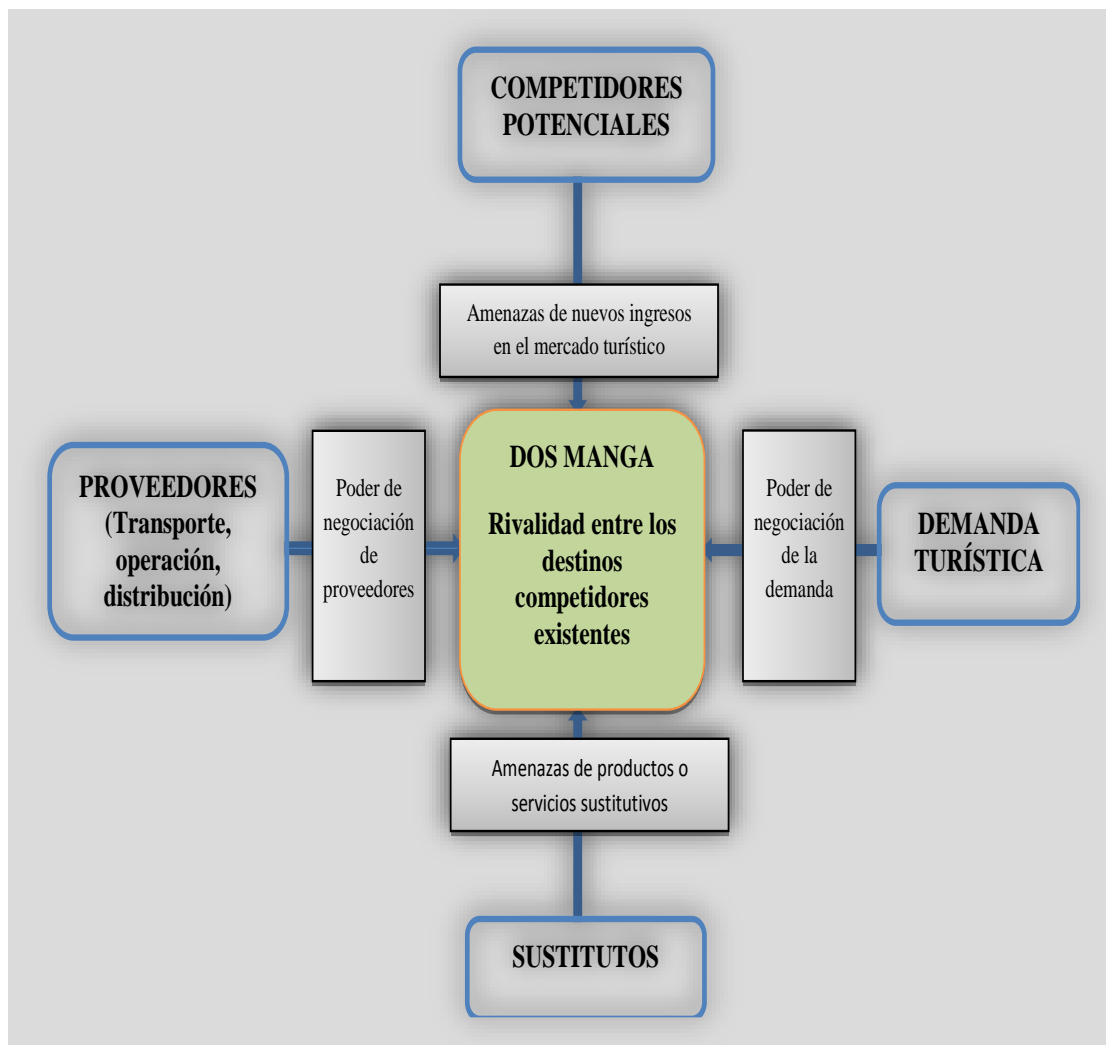 COMPETIDORES
POTENCIALES
Amenazas de nuevos ingresos
en el mercado turístico
PROVEEDORES
(Transporte,
operación,
distribución)
Poder de
negociación
de
proveedores
DOS MANGA
Rivalidad entre los
destinos
competidores
existentes
Poder de
negociación
de la
demanda
DEMANDA
TURÍSTICA
Amenazas de productos o
servicios sustitutivos
SUSTITUTOS